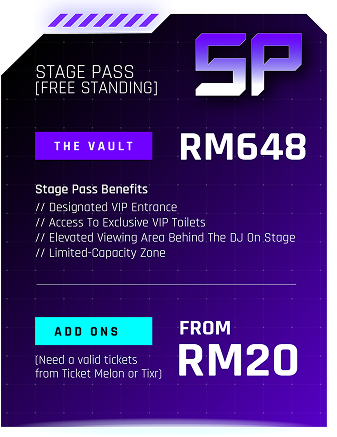 STAGE PASS
[FREE STANDING]
SP
THE VAULT
RM648
Stage Pass Benefits
// Designated VIP Entrance
// Access To Exclusive VIP Toilets
// Elevated Viewing Area Behind The DJ On Stage
// Limited-Capacity Zone
ADD ONS
FROM
RM20
(Need a valid tickets
from Ticket Melon or Tixr)